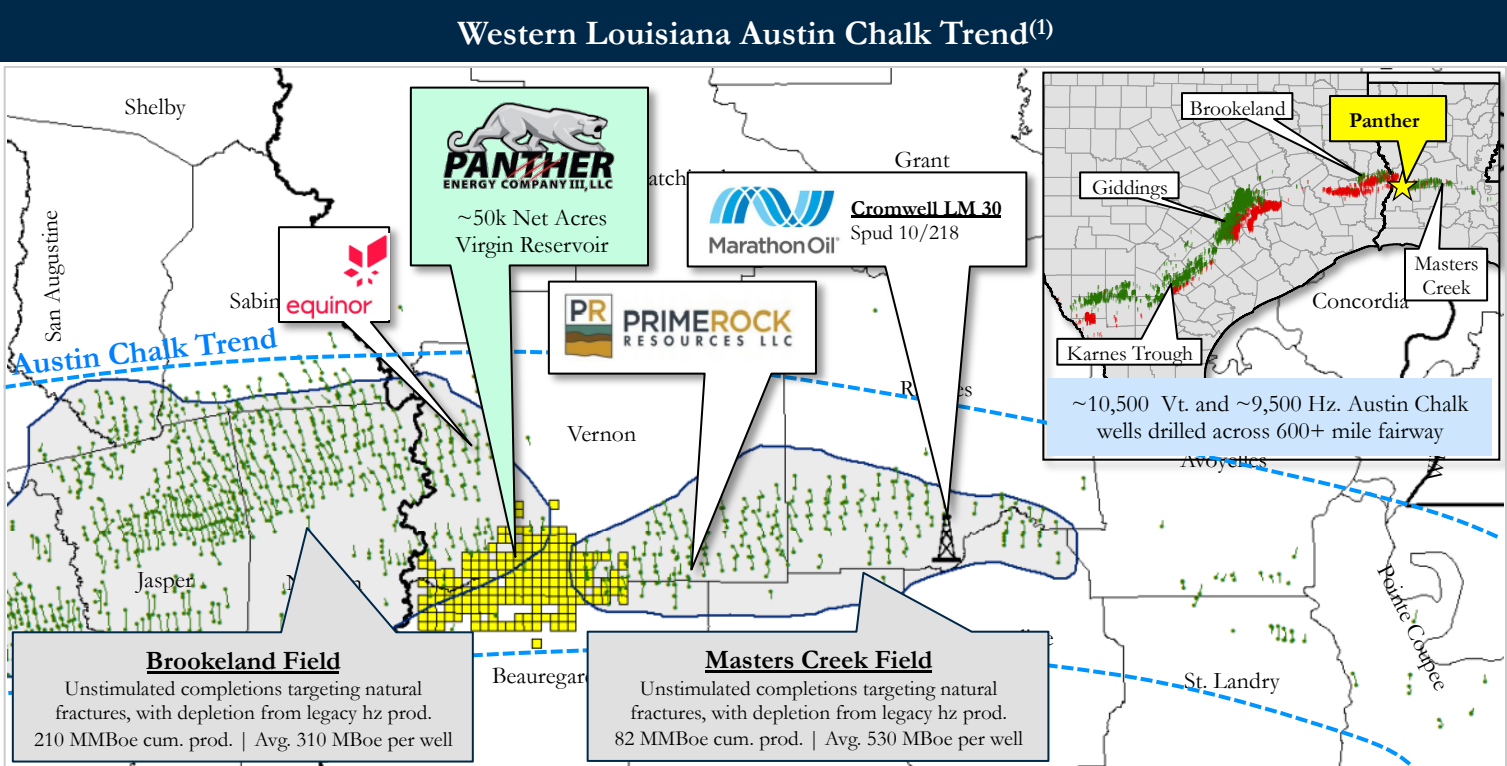 Western Louisiana Austin Chalk Trend(1)
Shelby
San Augustine
Austin Chalk Trend
equinor
PANTHER
ENERGY COMPANY III, LLC
~50k Net Acres
Virgin Reservoir
PR
PRIMEROCK
RESOURCES LLC
Grant
Marathon Oil
Cromwell LM 30
Spud 10/218
Vernon
Jasper
St. Landry
Pointe Coupee
Brookeland
Panther
Giddings
Masters
Creek
Concordia
Karnes Trough
~10,500 Vt. and ~9,500 Hz. Austin Chalk
wells drilled across 600+ mile fairway
Avoyelles
Brookeland Field
Unstimulated completions targeting natural
fractures, with depletion from legacy hz prod.
210 MMBoe cum. prod. | Avg. 310 MBoe per well
Beauregar
Masters Creek Field
Unstimulated completions targeting natural
fractures, with depletion from legacy hz prod.
82 MMBoe cum. prod. | Avg. 530 MBoe per well